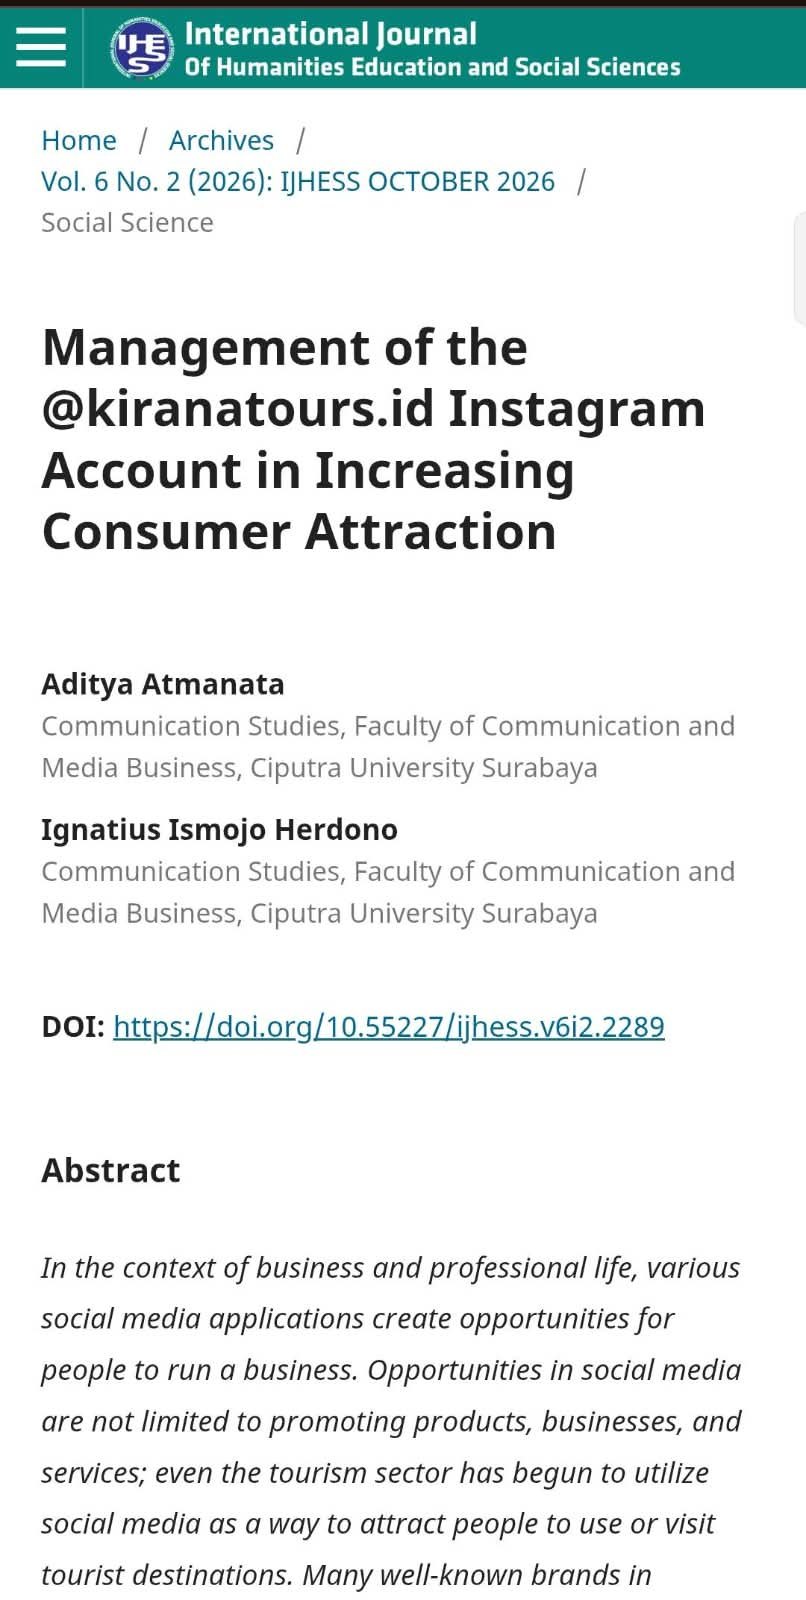 IJHESS
International Journal
Of Humanities Education and Social Sciences
Home / Archives /
Vol. 6 No. 2 (2026): IJHESS OCTOBER 2026 /
Social Science
Management of the
@kiranatours.id Instagram
Account in Increasing
Consumer Attraction
Aditya Atmanata
Communication Studies, Faculty of Communication and
Media Business, Ciputra University Surabaya
Ignatius Ismojo Herdono
Communication Studies, Faculty of Communication and
Media Business, Ciputra University Surabaya
DOI: https://doi.org/10.55227/ijhess.v6i2.2289
Abstract
In the context of business and professional life, various
social media applications create opportunities for
people to run a business. Opportunities in social media
are not limited to promoting products, businesses, and
services; even the tourism sector has begun to utilize
social media as a way to attract people to use or visit
tourist destinations. Many well-known brands in